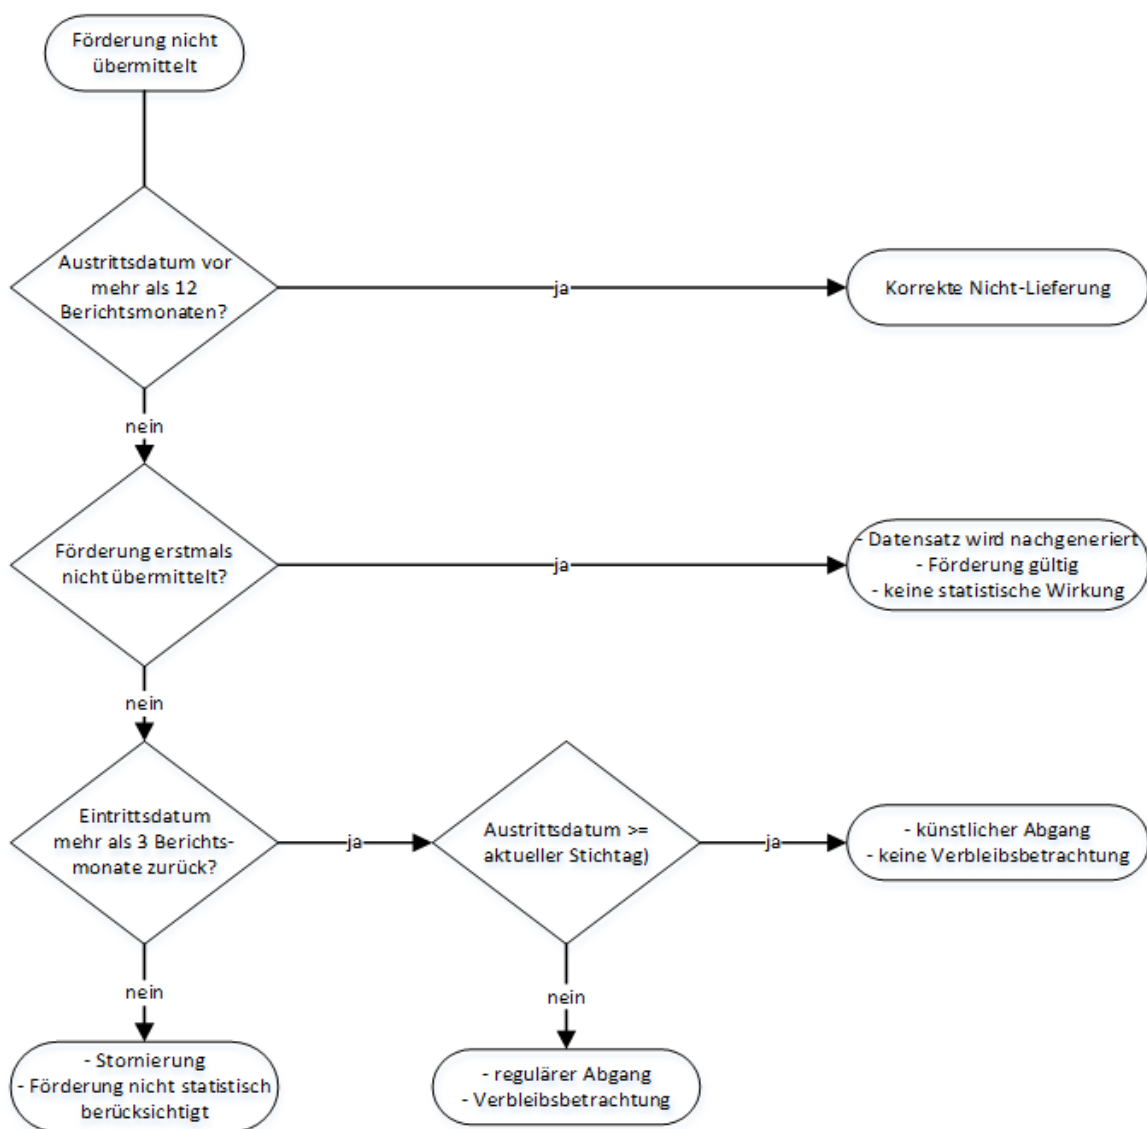 Förderung nicht
übermittelt
Austrittsdatum vor
mehr als 12
Berichtsmonaten?
ja
Korrekte Nicht-Lieferung
nein
Förderung erstmals
nicht übermittelt?
ja
- Datensatz wird nachgeneriert
- Förderung gültig
- keine statistische Wirkung
nein
Eintrittsdatum
mehr als 3 Berichts-
monate zurück?
ja
Austrittsdatum >=
aktueller Stichtag)
ja
- künstlicher Abgang
- keine Verbleibsbetrachtung
nein
nein
- Stornierung
- Förderung nicht statistisch
berücksichtigt
- regulärer Abgang
- Verbleibsbetrachtung